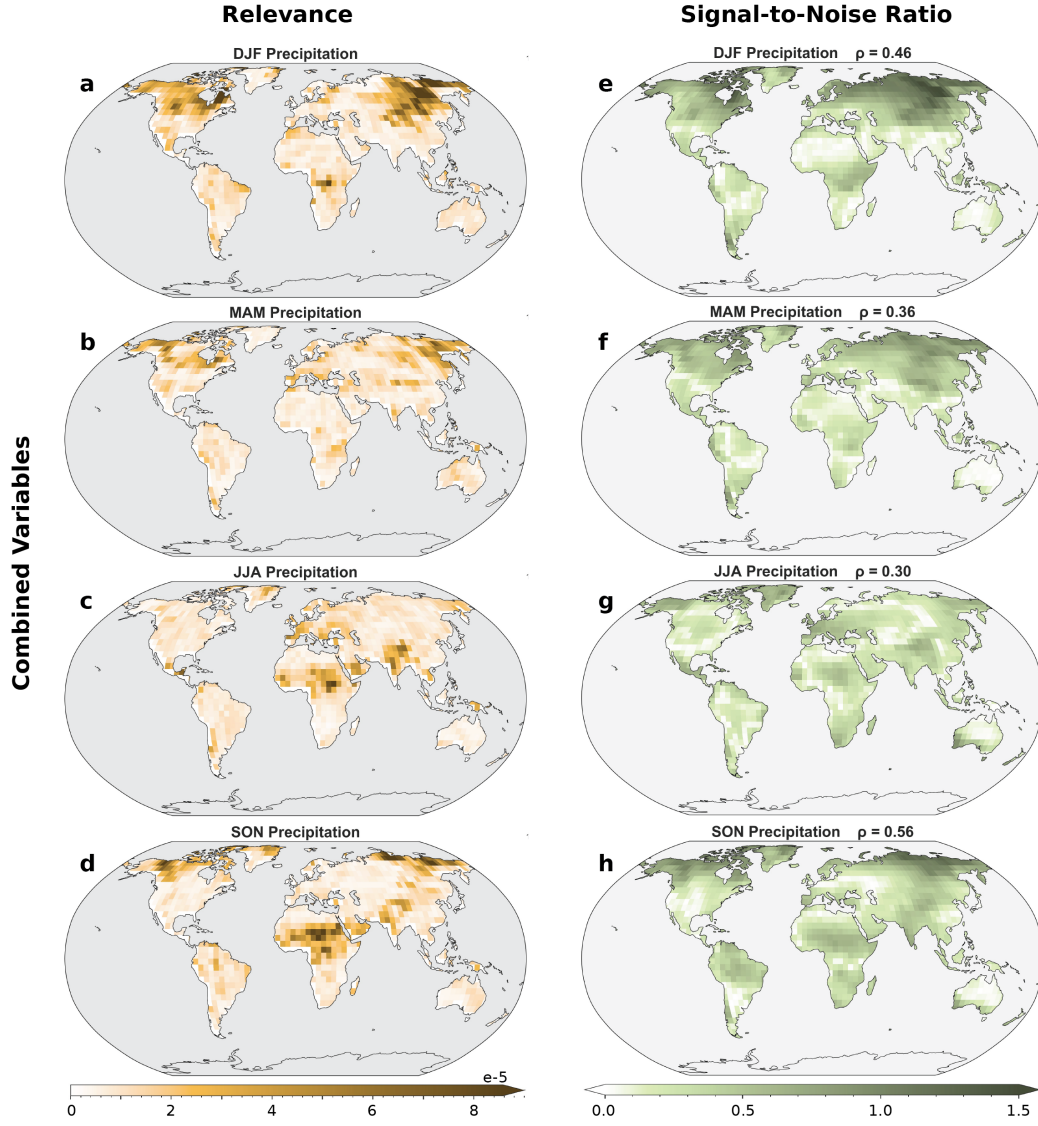 Relevance
Signal-to-Noise Ratio
DJF Precipitation
DJF Precipitation ρ = 0.46
a
e
MAM Precipitation
MAM Precipitation ρ = 0.36
b
f
Combined Variables
JJA Precipitation
JJA Precipitation ρ = 0.30
c
g
SON Precipitation
SON Precipitation ρ = 0.56
d
h
e-5
0 2 4 6 8
0.0 0.5 1.0 1.5